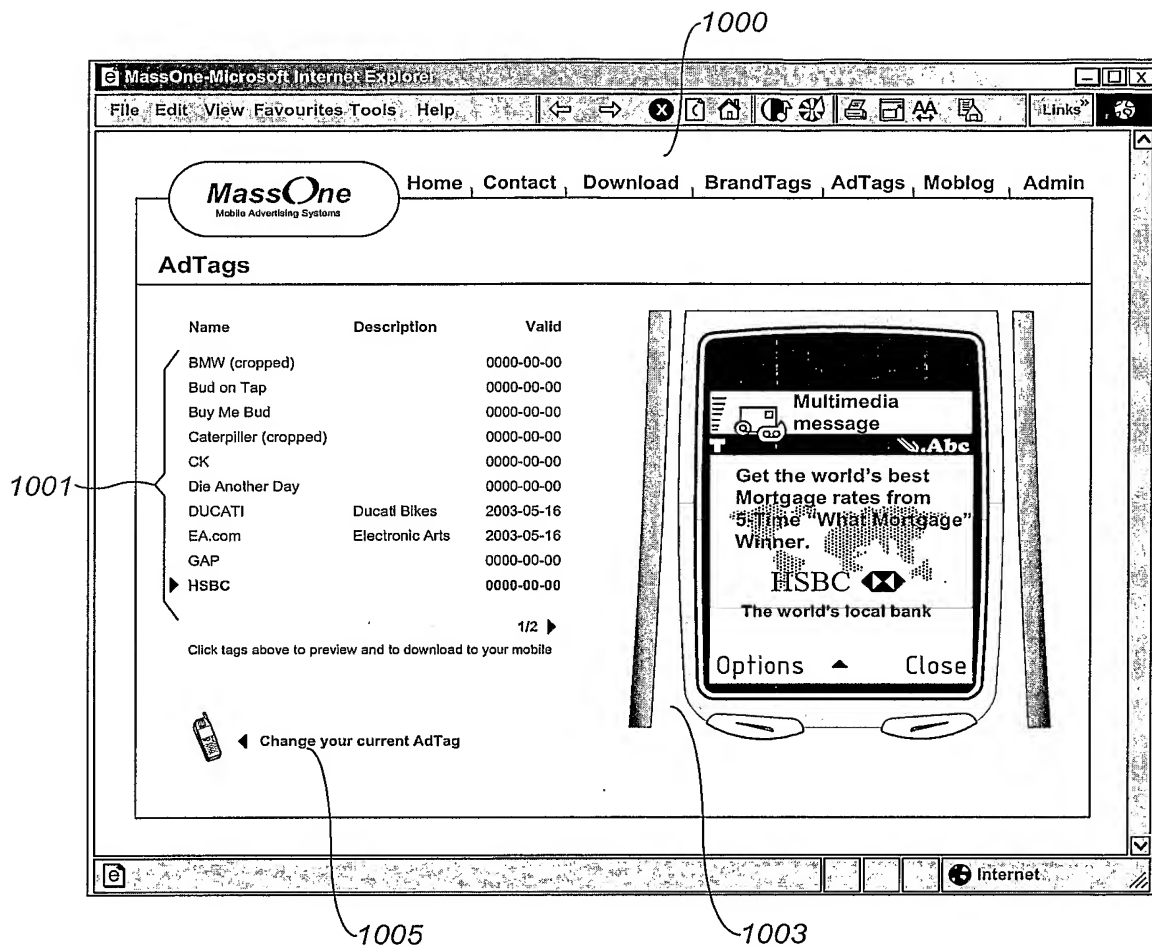 1000
MassOne-Microsoft Internet Explorer
File Edit View Favourites Tools Help
Links»
MassOne
Mobile Advertising Systems
Home Contact Download BrandTags AdTags Moblog Admin
AdTags
Name Description Valid
BMW (cropped) 0000-00-00
Bud on Tap 0000-00-00
Buy Me Bud 0000-00-00
Caterpiller (cropped) 0000-00-00
CK 0000-00-00
1001
Die Another Day 0000-00-00
DUCATI Ducati Bikes 2003-05-16
EA.com Electronic Arts 2003-05-16
GAP 0000-00-00
HSBC 0000-00-00
1/2
Click tags above to preview and to download to your mobile
Change your current AdTag
Multimedia
message
T .Abc
Get the world's best
Mortgage rates from
5-Time "What Mortgage"
Winner.
HSBC
The world's local bank
Options Close
Internet
1005
1003